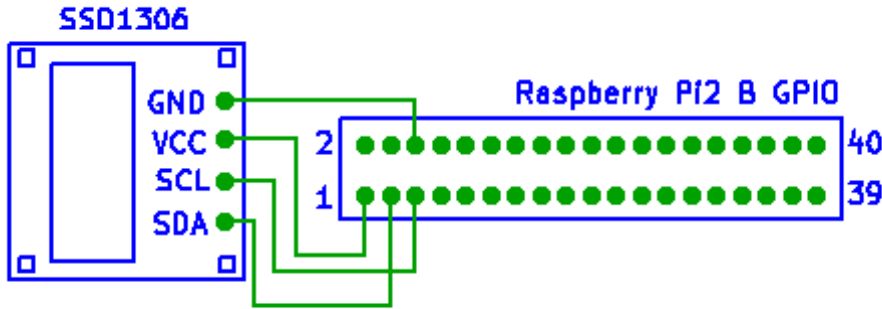 SSD1306
Raspberry Pi2 B GPIO
GND
VCC
SCL
SDA
2
40
1
39